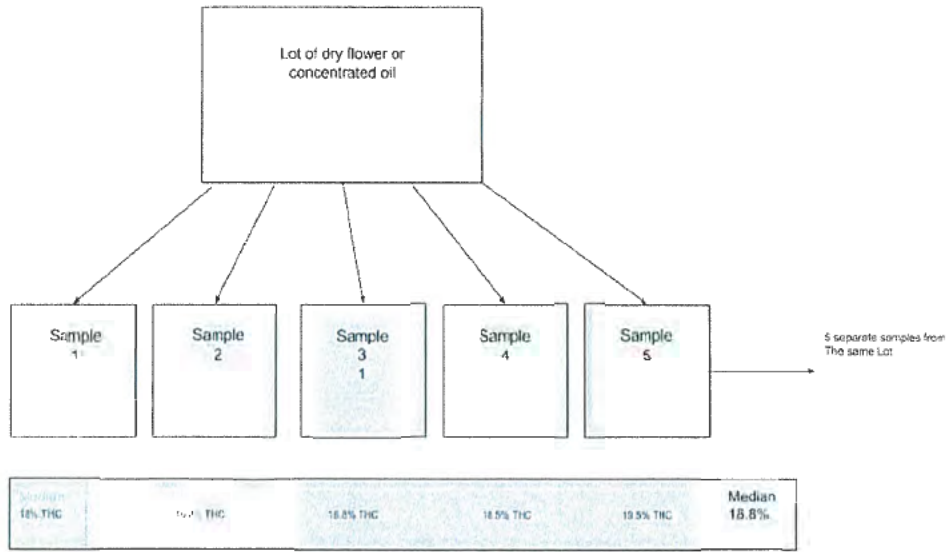 Lot of dry flower or
concentrated oil
Sample
1
Sample
2
Sample
3
1
Sample
4
Sample
5
5 separate samples from
The same Lot
Median
18% THC
THC
18.8% THC
18.5% THC
19.5% THC
Median
18.8%